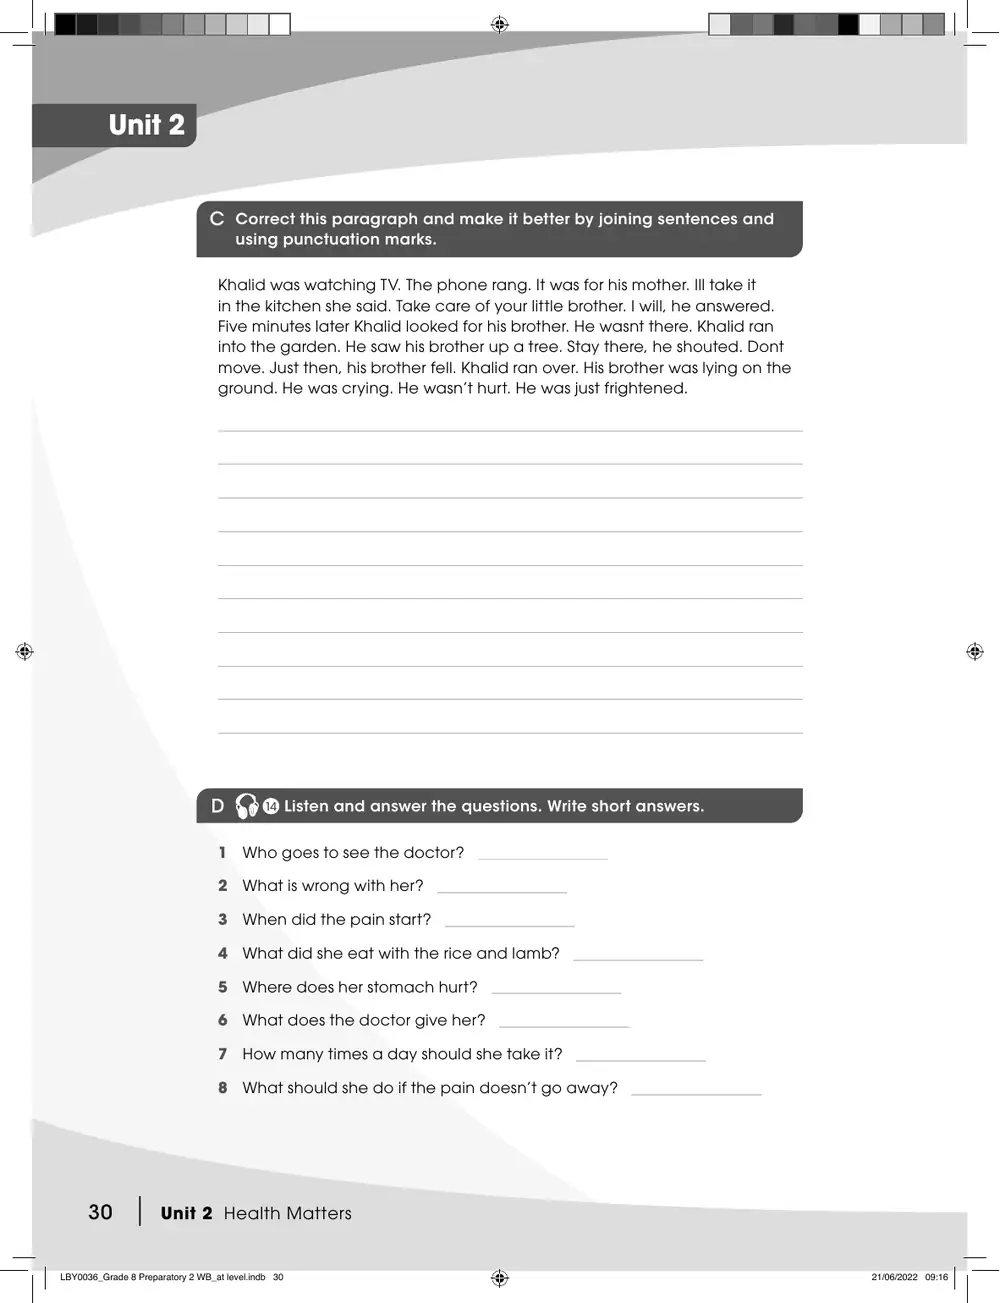 Unit 2
C Correct this paragraph and make it better by joining sentences and
using punctuation marks.
Khalid was watching TV. The phone rang. It was for his mother. Ill take it
in the kitchen she said. Take care of your little brother. I will, he answered.
Five minutes later Khalid looked for his brother. He wasnt there. Khalid ran
into the garden. He saw his brother up a tree. Stay there, he shouted. Dont
move. Just then, his brother fell. Khalid ran over. His brother was lying on the
ground. He was crying. He wasn’t hurt. He was just frightened.
D 14 Listen and answer the questions. Write short answers.
1 Who goes to see the doctor?
2 What is wrong with her?
3 When did the pain start?
4 What did she eat with the rice and lamb?
5 Where does her stomach hurt?
6 What does the doctor give her?
7 How many times a day should she take it?
8 What should she do if the pain doesn’t go away?
30 Unit 2 Health Matters
LBY0036_Grade 8 Preparatory 2 WB_at level.indb 30
21/06/2022 09:16